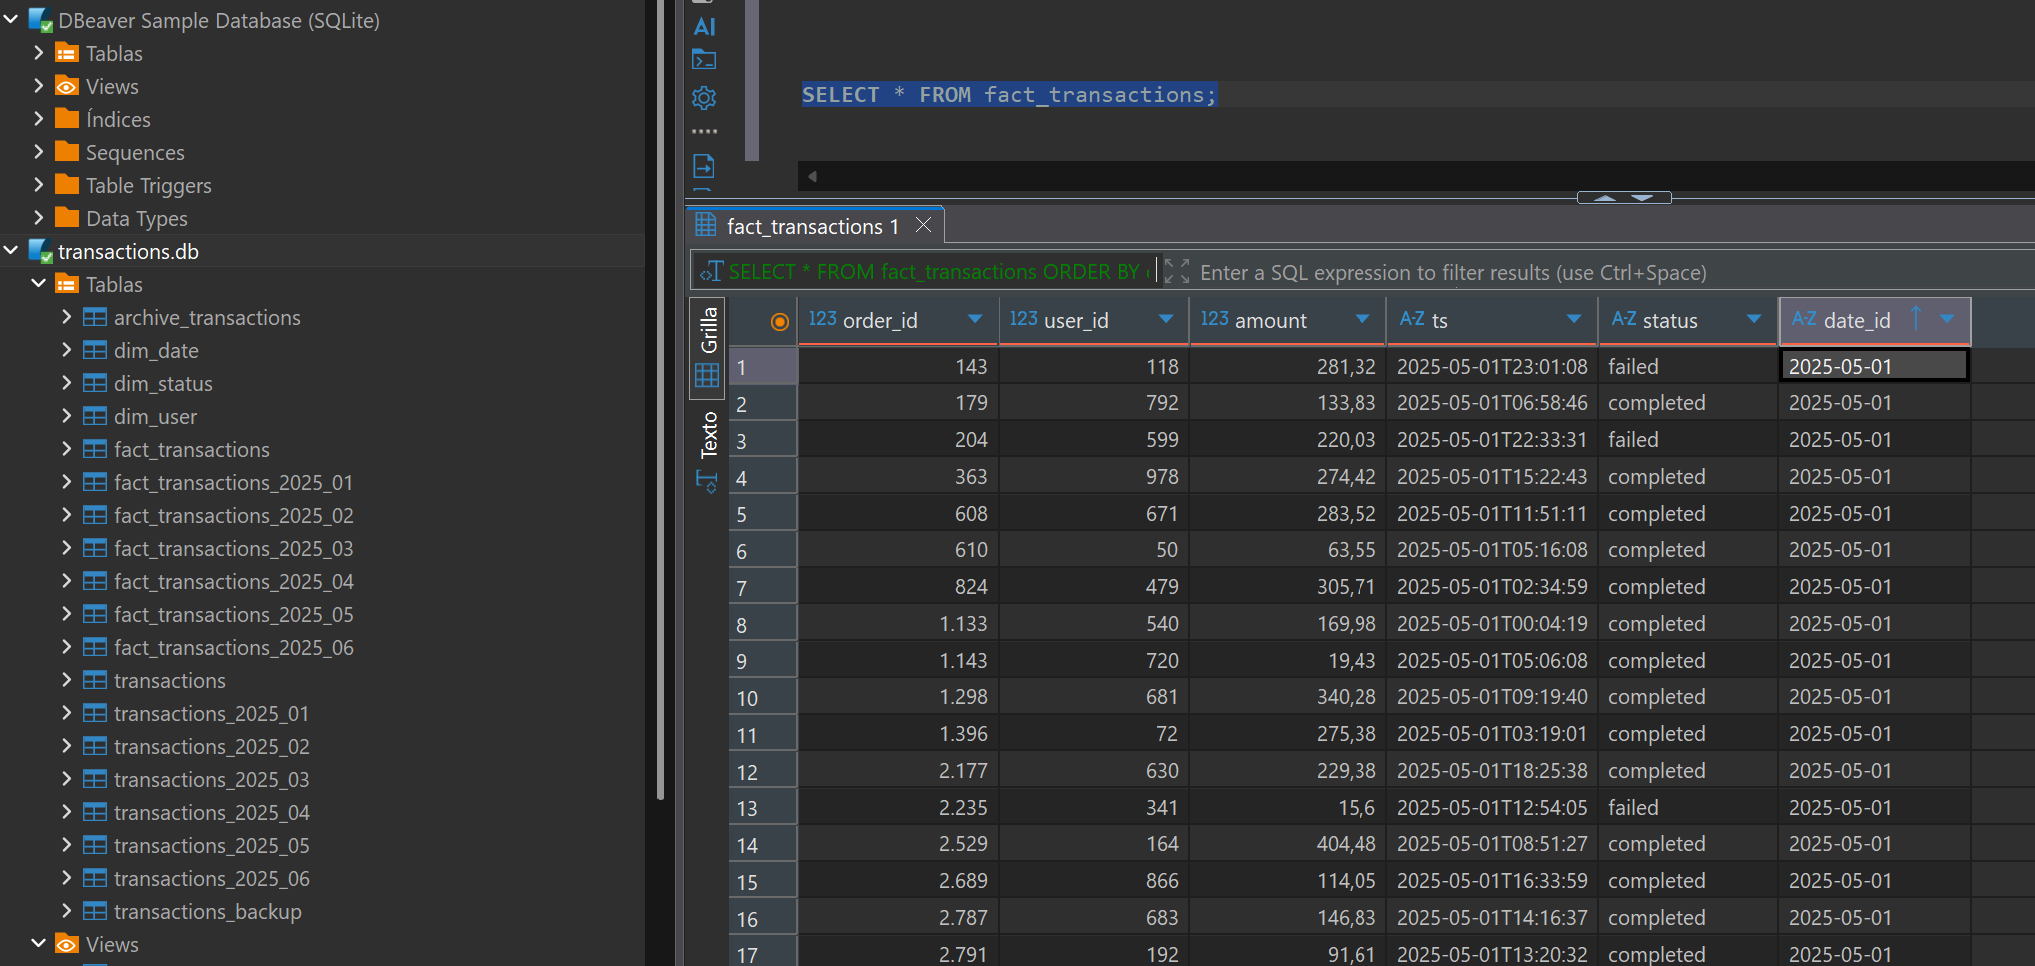 DBeaver Sample Database (SQLite)
Tablas
Views
Índices
Sequences
Table Triggers
Data Types
transactions.db
Tablas
archive_transactions
dim_date
dim_status
dim_user
fact_transactions
fact_transactions_2025_01
fact_transactions_2025_02
fact_transactions_2025_03
fact_transactions_2025_04
fact_transactions_2025_05
fact_transactions_2025_06
transactions
transactions_2025_01
transactions_2025_02
transactions_2025_03
transactions_2025_04
transactions_2025_05
transactions_2025_06
transactions_backup
Views
AI
SELECT * FROM fact_transactions;
fact_transactions 1
SELECT * FROM fact_transactions ORDER BY
Enter a SQL expression to filter results (use Ctrl+Space)
Grilla
Texto
123 order_id 123 user_id 123 amount A-Z ts A-Z status A-Z date_id
1 143 118 281,32 2025-05-01T23:01:08 failed 2025-05-01
2 179 792 133,83 2025-05-01T06:58:46 completed 2025-05-01
3 204 599 220,03 2025-05-01T22:33:31 failed 2025-05-01
4 363 978 274,42 2025-05-01T15:22:43 completed 2025-05-01
5 608 671 283,52 2025-05-01T11:51:11 completed 2025-05-01
6 610 50 63,55 2025-05-01T05:16:08 completed 2025-05-01
7 824 479 305,71 2025-05-01T02:34:59 completed 2025-05-01
8 1.133 540 169,98 2025-05-01T00:04:19 completed 2025-05-01
9 1.143 720 19,43 2025-05-01T05:06:08 completed 2025-05-01
10 1.298 681 340,28 2025-05-01T09:19:40 completed 2025-05-01
11 1.396 72 275,38 2025-05-01T03:19:01 completed 2025-05-01
12 2.177 630 229,38 2025-05-01T18:25:38 completed 2025-05-01
13 2.235 341 15,6 2025-05-01T12:54:05 failed 2025-05-01
14 2.529 164 404,48 2025-05-01T08:51:27 completed 2025-05-01
15 2.689 866 114,05 2025-05-01T16:33:59 completed 2025-05-01
16 2.787 683 146,83 2025-05-01T14:16:37 completed 2025-05-01
17 2.791 192 91,61 2025-05-01T13:20:32 completed 2025-05-01